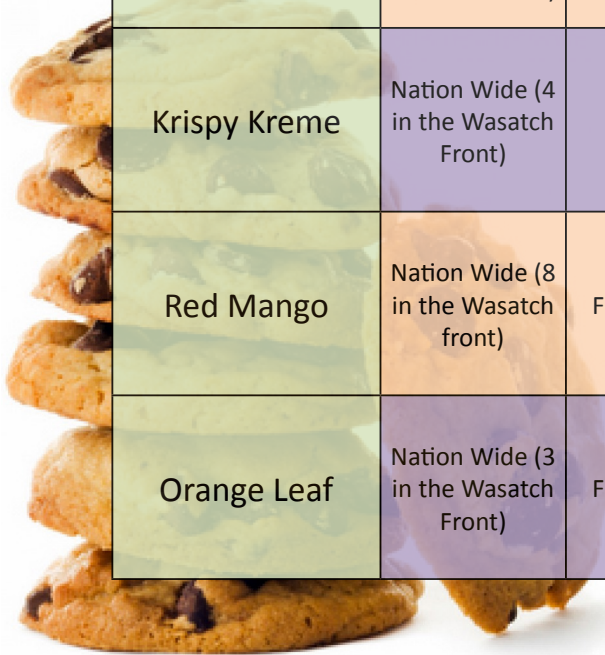 Krispy Kreme
Nation Wide (4
in the Wasatch
Front)
Red Mango
Nation Wide (8
in the Wasatch
front)
F
Orange Leaf
Nation Wide (3
in the Wasatch
Front)
F